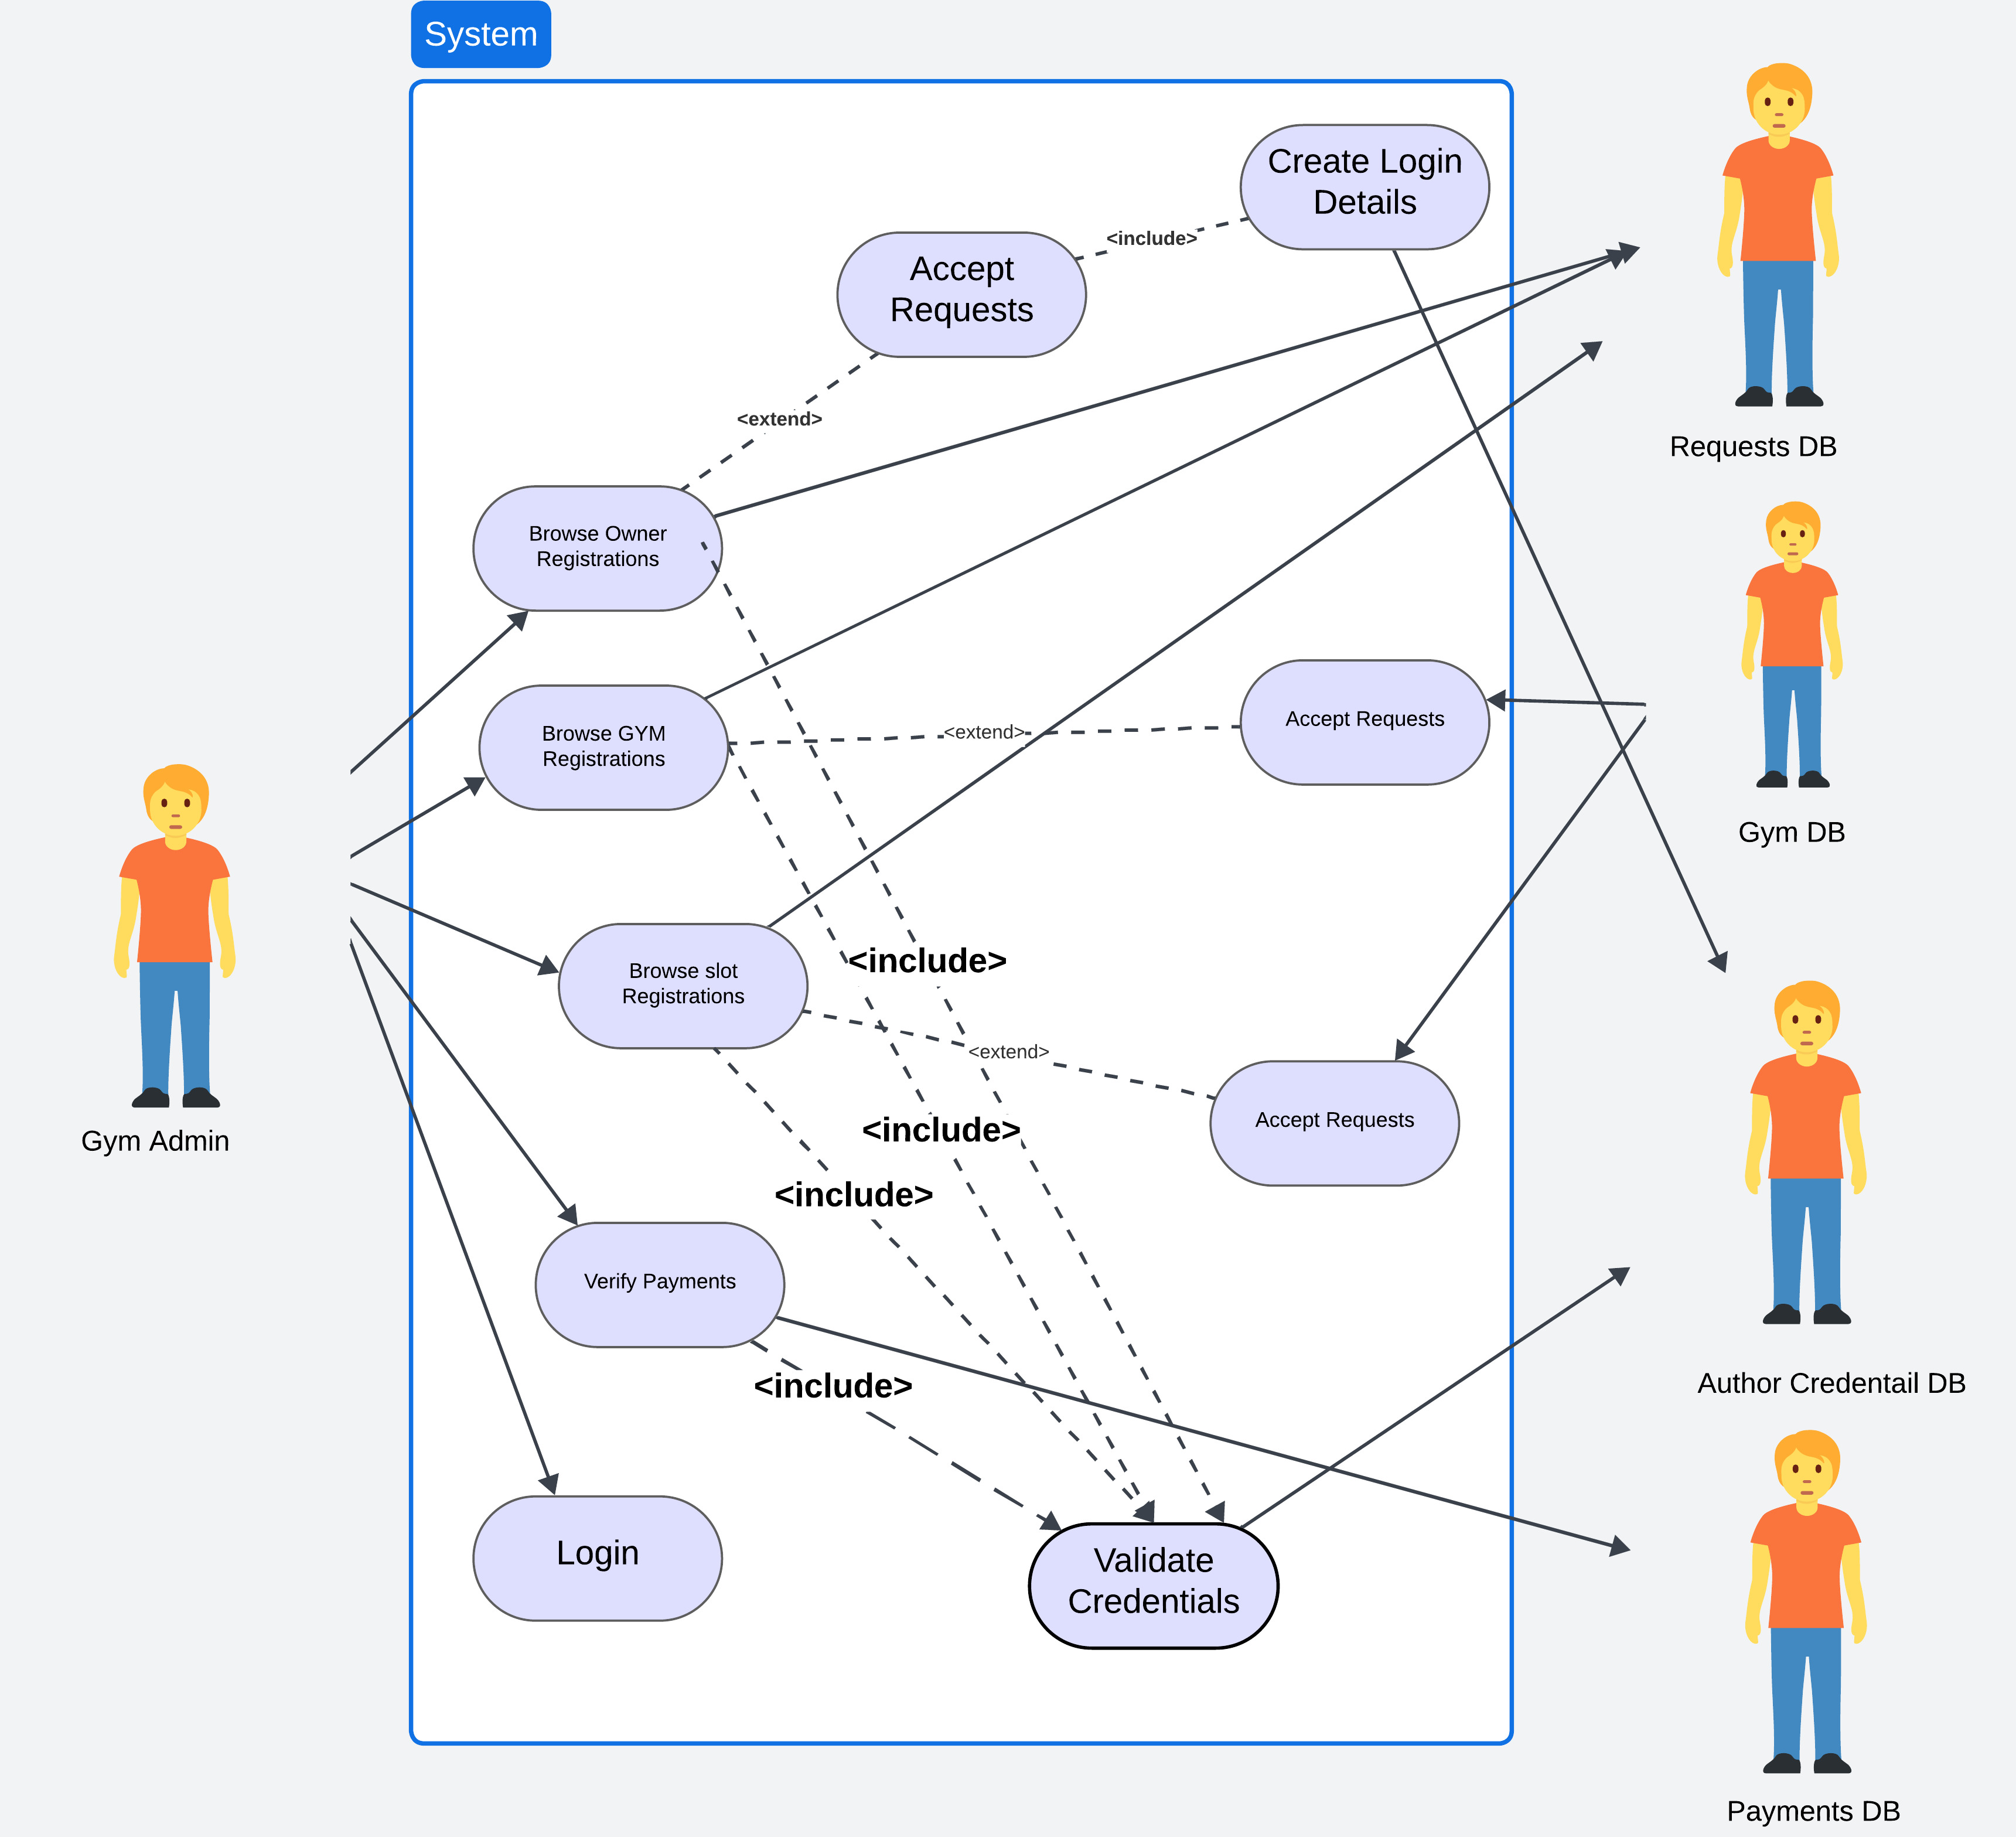 System
Create Login
Details
<include>
Accept
Requests
<extend>
Requests DB
Browse Owner
Registrations
Browse GYM
Registrations
<extend>
Accept Requests
Gym DB
Browse slot
Registrations
<include>
<extend>
Accept Requests
<include>
Gym Admin
<include>
Verify Payments
<include>
Author Credentail DB
Login
Validate
Credentials
Payments DB